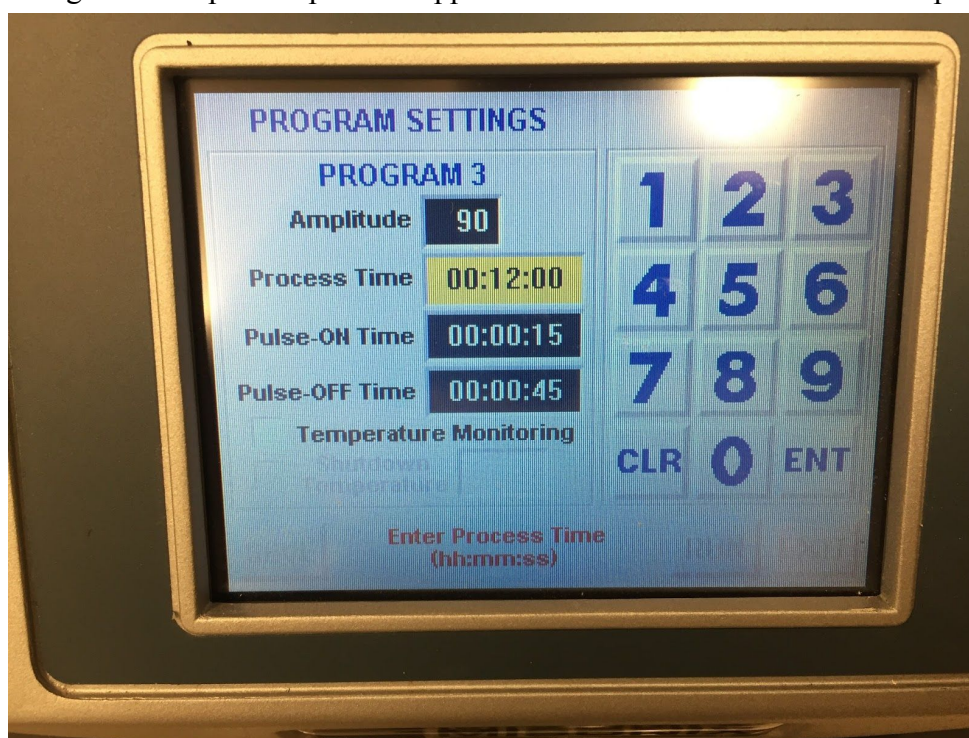 PROGRAM SETTINGS
PROGRAM 3
Amplitude 90
Process Time 00:12:00
Pulse-ON Time 00:00:15
Pulse-OFF Time 00:00:45
Temperature Monitoring
Shutdown
Temperature
Enter Process Time
(hh:mm:ss)
1 2 3
4 5 6
7 8 9
CLR 0 ENT